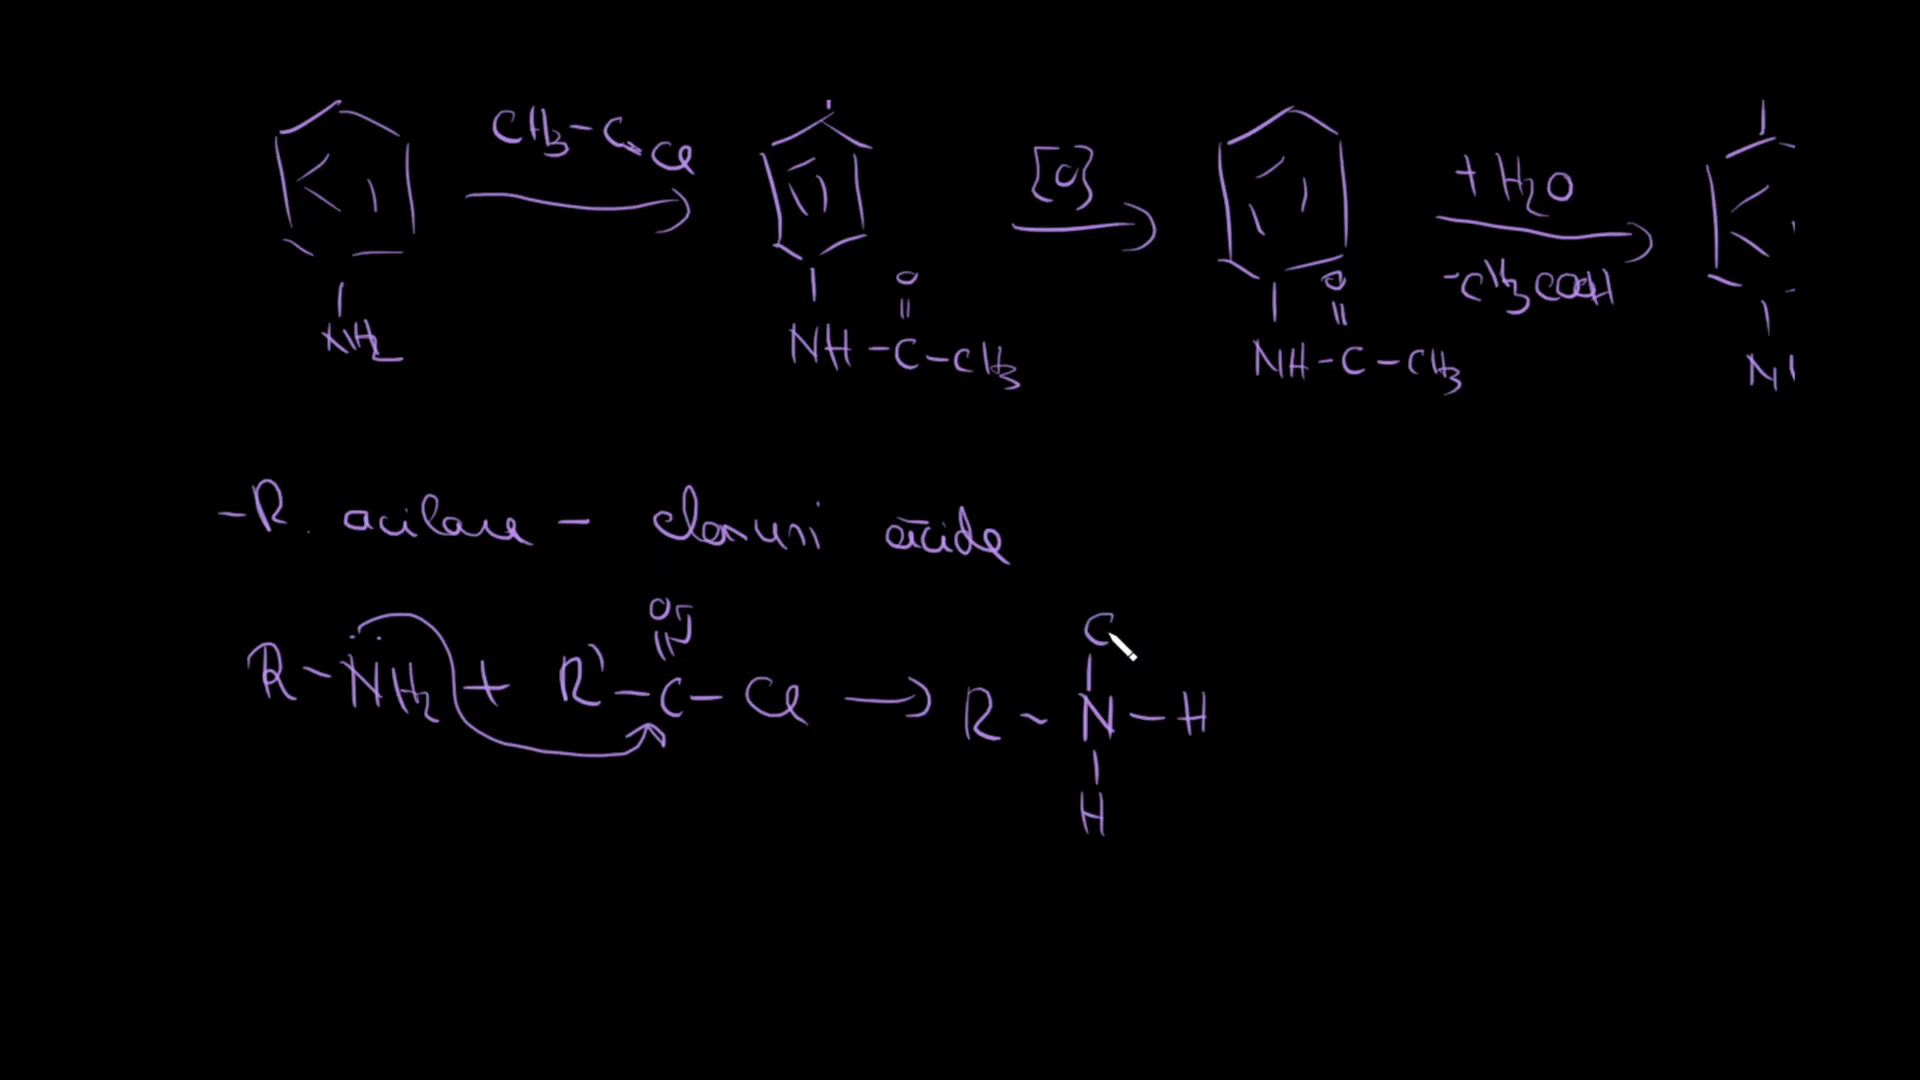 CH3-C Cl [O] +H2O
-CH3COOH
NH2 NH-C-CH3 NH-C-CH3 N
O O
-R. acilare - cloruri acide
R-NH2 + R'-C-Cl → R-N-H
O C
H